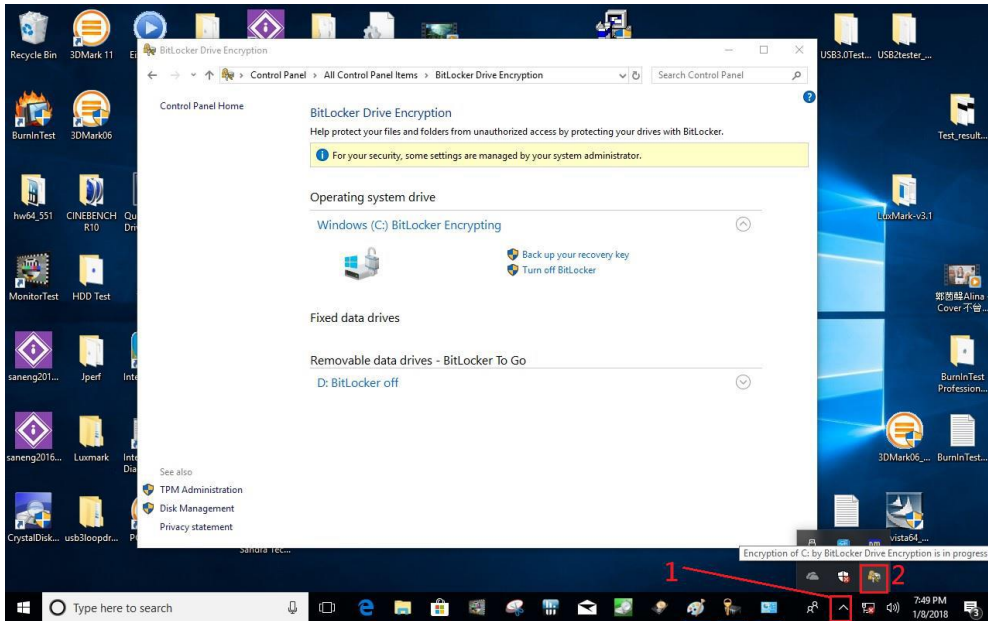 Recycle Bin
3DMark 11
USB3.0Test...
USB2tester_...
BitLocker Drive Encryption
Control Panel > All Control Panel Items > BitLocker Drive Encryption
Search Control Panel
Control Panel Home
BitLocker Drive Encryption
Help protect your files and folders from unauthorized access by protecting your drives with BitLocker.
For your security, some settings are managed by your system administrator.
BurnInTest
3DMark06
Test_result...
Operating system drive
Windows (C:) BitLocker Encrypting
Back up your recovery key
Turn off BitLocker
hw64_551
CINEBENCH
R10
LuxMark-v3.1
MonitorTest
HDD Test
Cover 不曾...
Fixed data drives
Removable data drives - BitLocker To Go
D: BitLocker off
saneng201...
Jperf
BurnInTest
Profession...
saneng2016...
Luxmark
3DMark06_...
BurnInTest...
See also
TPM Administration
Disk Management
Privacy statement
CrystalDisk...
usb3loopdr...
vista64_...
Encryption of C: by BitLocker Drive Encryption is in progress
1
2
Type here to search
7:49 PM
1/8/2018
3